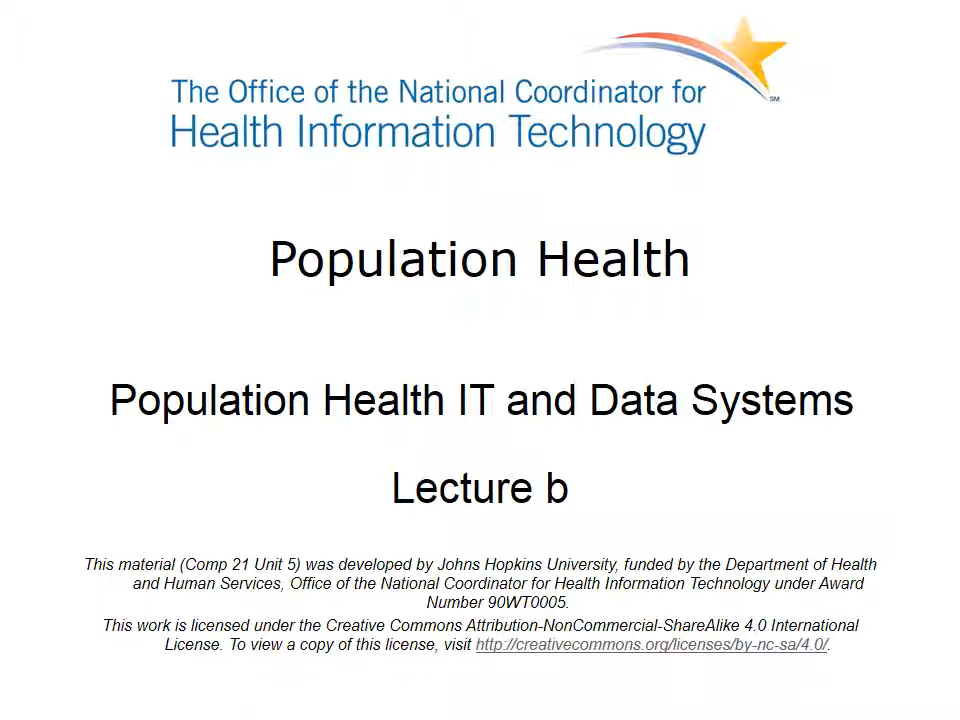 The Office of the National Coordinator for
Health Information Technology
SM
Population Health
Population Health IT and Data Systems
Lecture b
This material (Comp 21 Unit 5) was developed by Johns Hopkins University, funded by the Department of Health
and Human Services, Office of the National Coordinator for Health Information Technology under Award
Number 90WT0005.
This work is licensed under the Creative Commons Attribution-NonCommercial-ShareAlike 4.0 International
License. To view a copy of this license, visit http://creativecommons.org/licenses/by-nc-sa/4.0/.